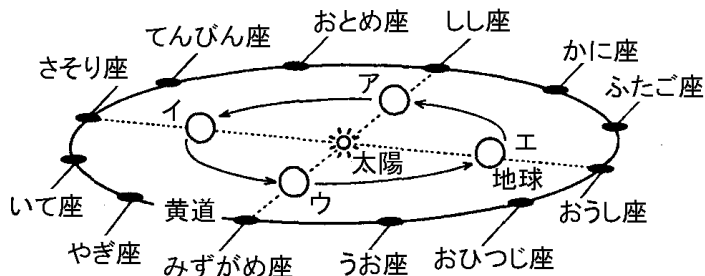 おとめ座
しし座
てんびん座
かに座
さそり座
ふたご座
ア
イ
エ
太陽
地球
ウ
いて座
黄道
おうし座
やぎ座
みずがめ座
うお座
おひつじ座